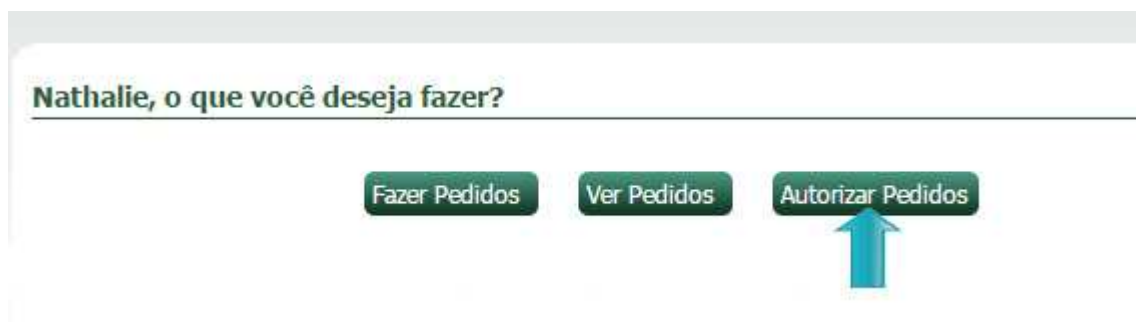 Nathalie, o que você deseja fazer?
Fazer Pedidos Ver Pedidos Autorizar Pedidos